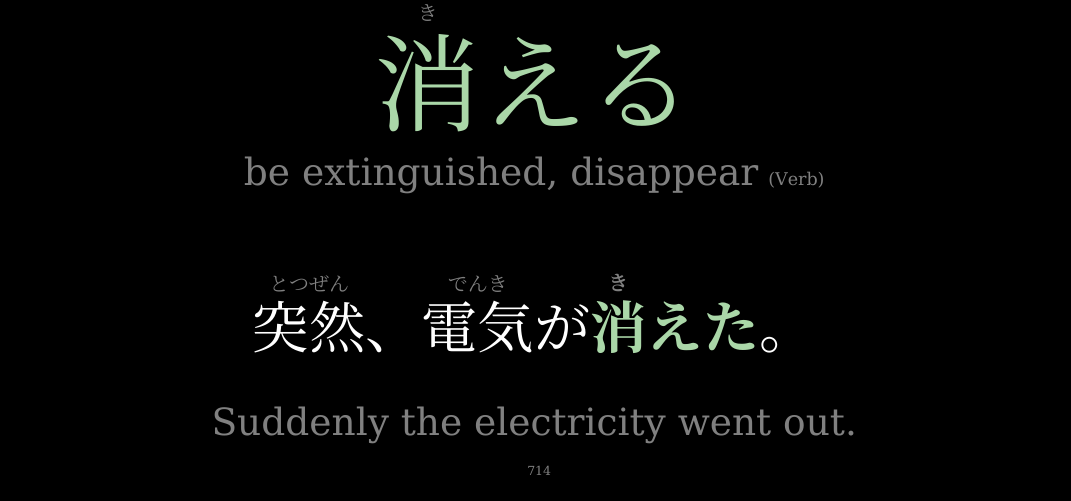 き
消える
be extinguished, disappear (Verb)
とつぜん でんき き
突然、電気が消えた。
Suddenly the electricity went out.
714